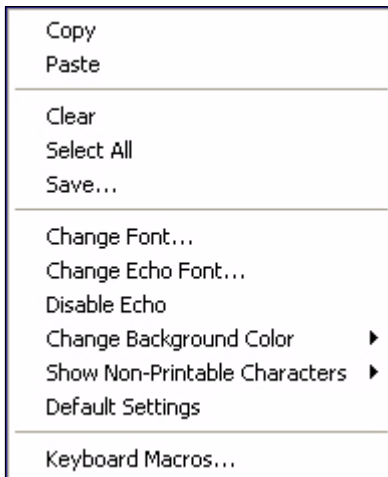 Copy
Paste
Clear
Select All
Save...
Change Font...
Change Echo Font...
Disable Echo
Change Background Color
Show Non-Printable Characters
Default Settings
Keyboard Macros...